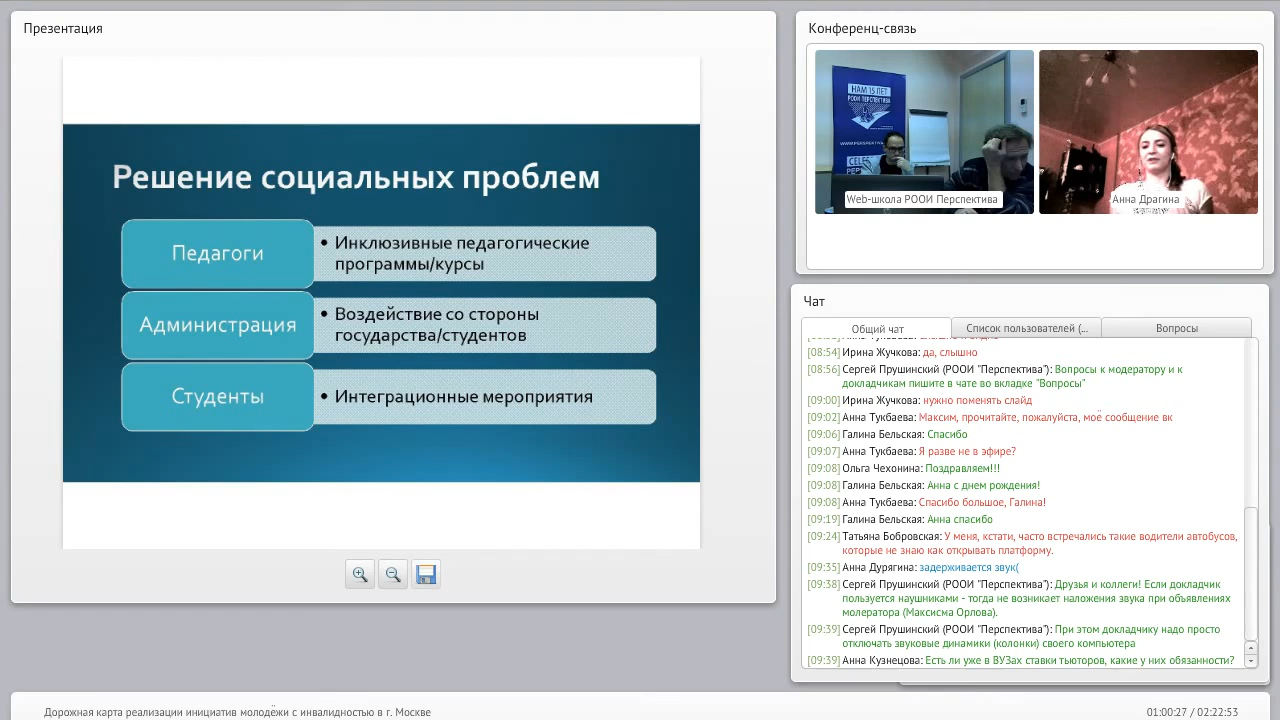 Презентация
Решение социальных проблем
Педагоги
• Инклюзивные педагогические
программы/курсы
Администрация
• Воздействие со стороны
государства/студентов
Студенты
• Интеграционные мероприятия
Конференц-связь
НАМ 15 ЛЕТ
РООИ ПЕРСПЕКТИВА
Web-школа РООИ Перспектива
Анна Драгина
Чат
Общий чат
Список пользователей (...
Вопросы
[08:54] Ирина Жучкова: да, слышно
[08:56] Сергей Прушинский (РООИ "Перспектива"): Вопросы к модератору и к
докладчикам пишите в чате во вкладке "Вопросы"
[09:00] Ирина Жучкова: нужно поменять слайд
[09:02] Анна Тукбаева: Максим, прочитайте, пожалуйста, моё сообщение вк
[09:06] Галина Бельская: Спасибо
[09:07] Анна Тукбаева: Я разве не в эфире?
[09:08] Ольга Чехонина: Поздравляем!!!
[09:08] Галина Бельская: Анна с днем рождения!
[09:08] Анна Тукбаева: Спасибо большое, Галина!
[09:19] Галина Бельская: Анна спасибо
[09:24] Татьяна Бобровская: У меня, кстати, часто встречались такие водители автобусов,
которые не знаю как открывать платформу.
[09:35] Анна Дурягина: задерживается звук(
[09:38] Сергей Прушинский (РООИ "Перспектива"): Друзья и коллеги! Если докладчик
пользуется наушниками - тогда не возникает наложения звука при объявлениях
молератора (Максисма Орлова).
[09:39] Сергей Прушинский (РООИ "Перспектива"): При этом докладчику надо просто
отключать звуковые динамики (колонки) своего компьютера
[09:39] Анна Кузнецова: Есть ли уже в ВУЗах ставки тьюторов, какие у них обязанности?
Дорожная карта реализации инициатив молодёжи с инвалидностью в г. Москве
01:00:27 / 02:22:53